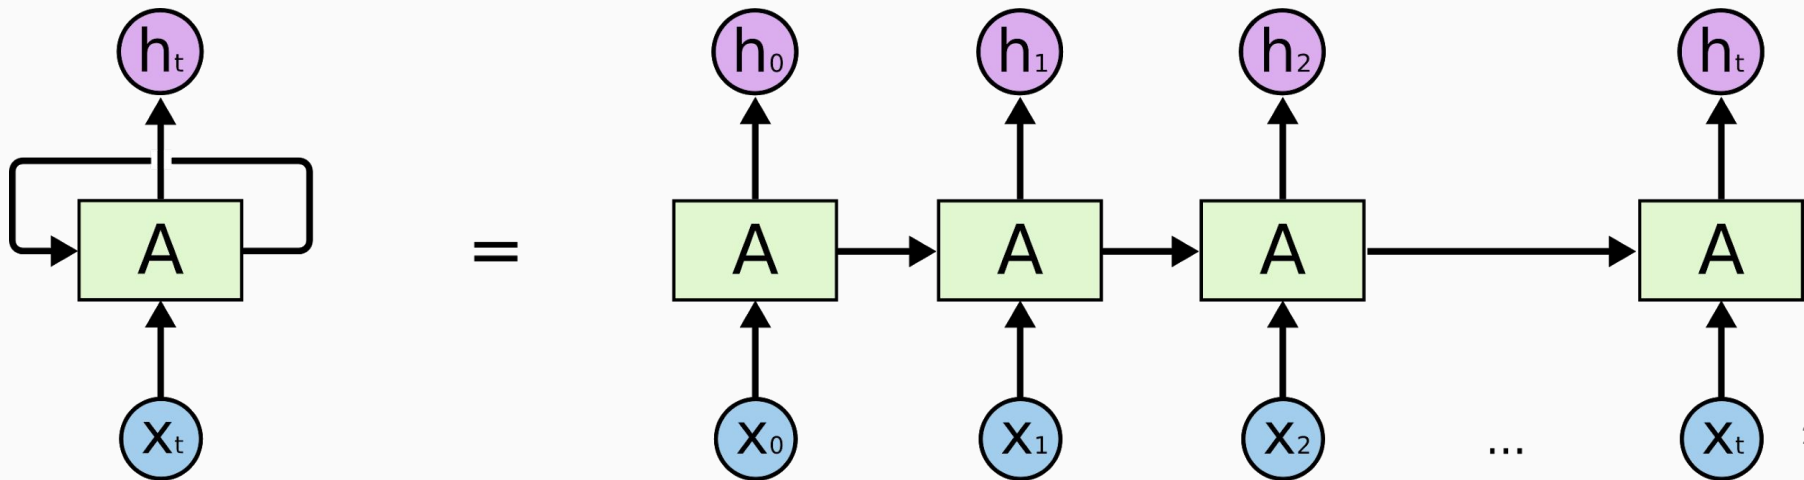 hₜ h₀ h₁ h₂ hₜ
A = A A A A
xₜ x₀ x₁ x₂ ... xₜ